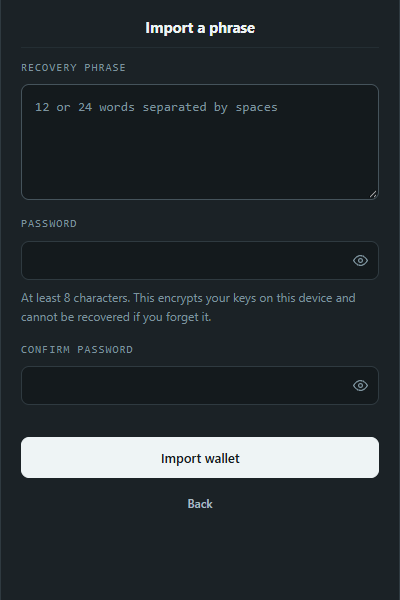 Import a phrase
RECOVERY PHRASE
12 or 24 words separated by spaces
PASSWORD
At least 8 characters. This encrypts your keys on this device and
cannot be recovered if you forget it.
CONFIRM PASSWORD
Import wallet
Back